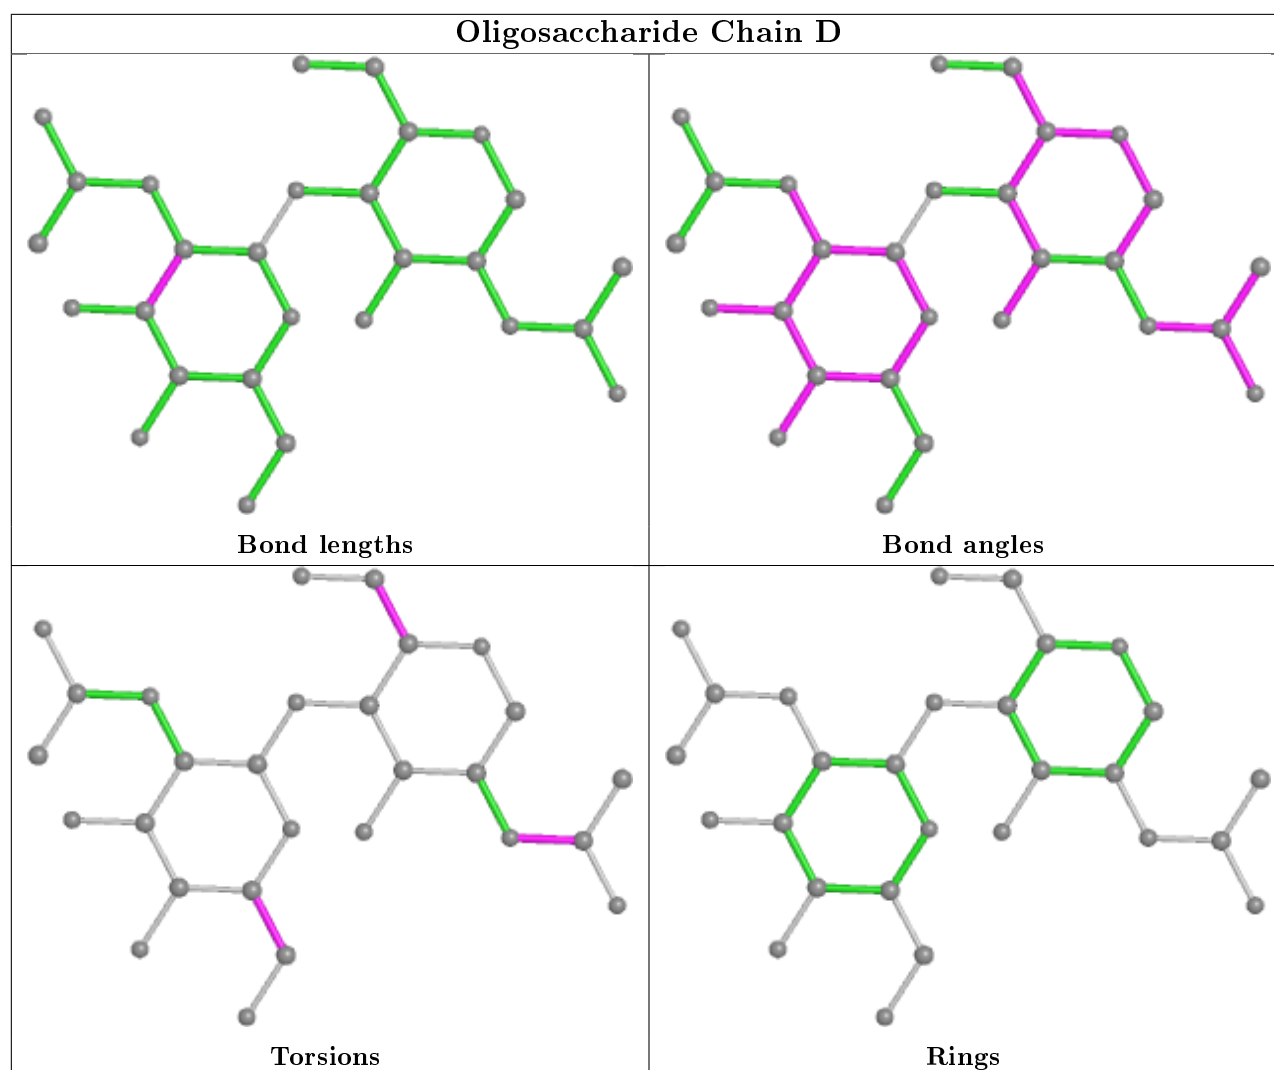 Oligosaccharide Chain D
Bond lengths
Bond angles
Torsions
Rings